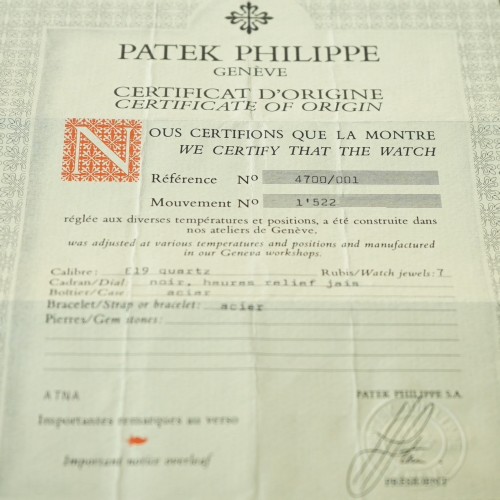 PATEK PHILIPPE
GENÈVE
CERTIFICAT D'ORIGINE
CERTIFICATE OF ORIGIN
NOUS CERTIFIONS QUE LA MONTRE
WE CERTIFY THAT THE WATCH
Référence Nº 4700/001
Mouvement Nº 1'522
réglée aux diverses températures et positions, a été construite dans
nos ateliers de Genève.
was adjusted at various temperatures and positions and manufactured
in our Geneva workshops.
Calibre: E19 quartz Rubis/Watch jewels: 7
Cadran/Dial noir, heures relief jais
Boîtier/Case acier
Bracelet/Strap or bracelet: acier
Pierres/Gem stones:
ATNA PATEK PHILIPPE S.A.
Importantes remarques au verso
Important notice overleaf